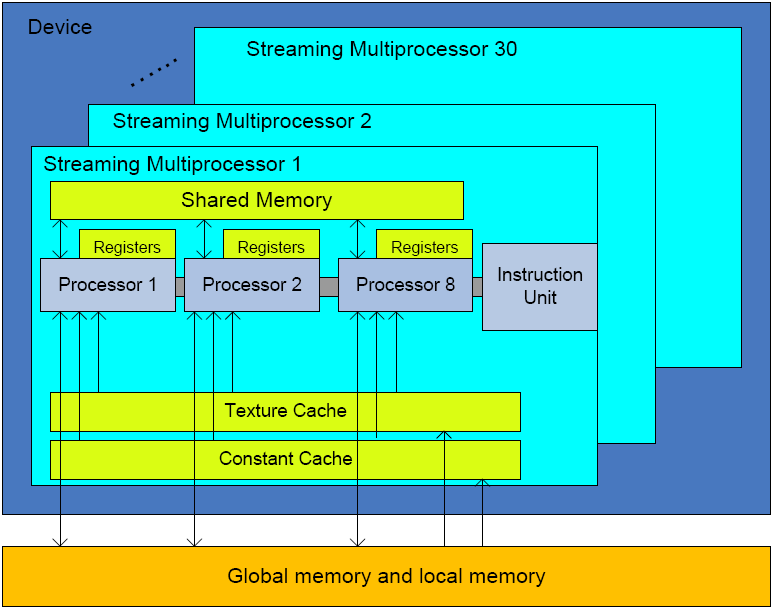 Device
Streaming Multiprocessor 30
Streaming Multiprocessor 2
Streaming Multiprocessor 1
Shared Memory
Registers
Registers
Registers
Processor 1
Processor 2
Processor 8
Instruction
Unit
Texture Cache
Constant Cache
Global memory and local memory